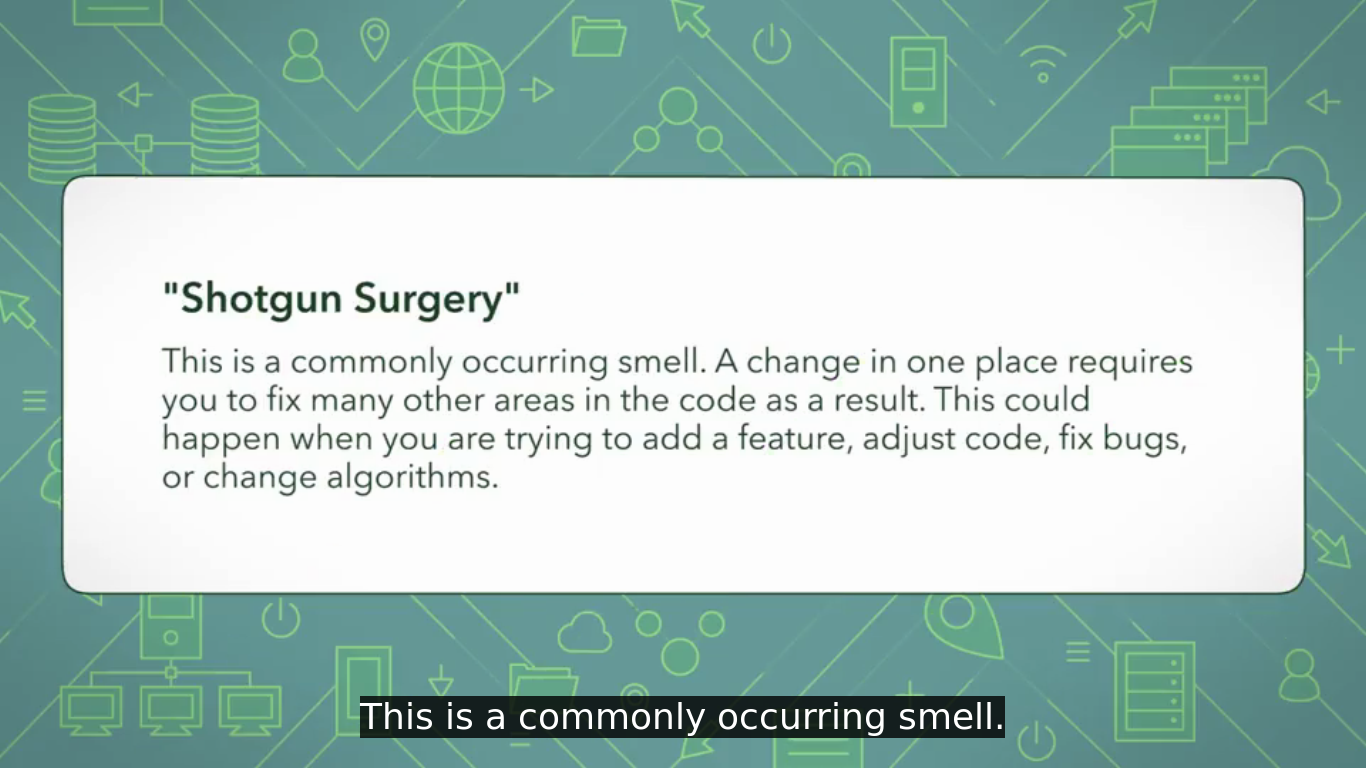 "Shotgun Surgery"
This is a commonly occurring smell. A change in one place requires
you to fix many other areas in the code as a result. This could
happen when you are trying to add a feature, adjust code, fix bugs,
or change algorithms.
This is a commonly occurring smell.